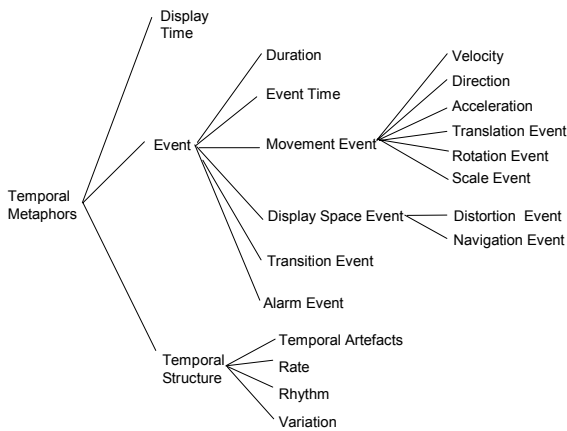 Display
Time
Duration
Velocity
Direction
Event Time
Acceleration
Translation Event
Event
Movement Event
Rotation Event
Scale Event
Temporal
Metaphors
Display Space Event
Distortion Event
Navigation Event
Transition Event
Alarm Event
Temporal Artefacts
Temporal
Structure
Rate
Rhythm
Variation